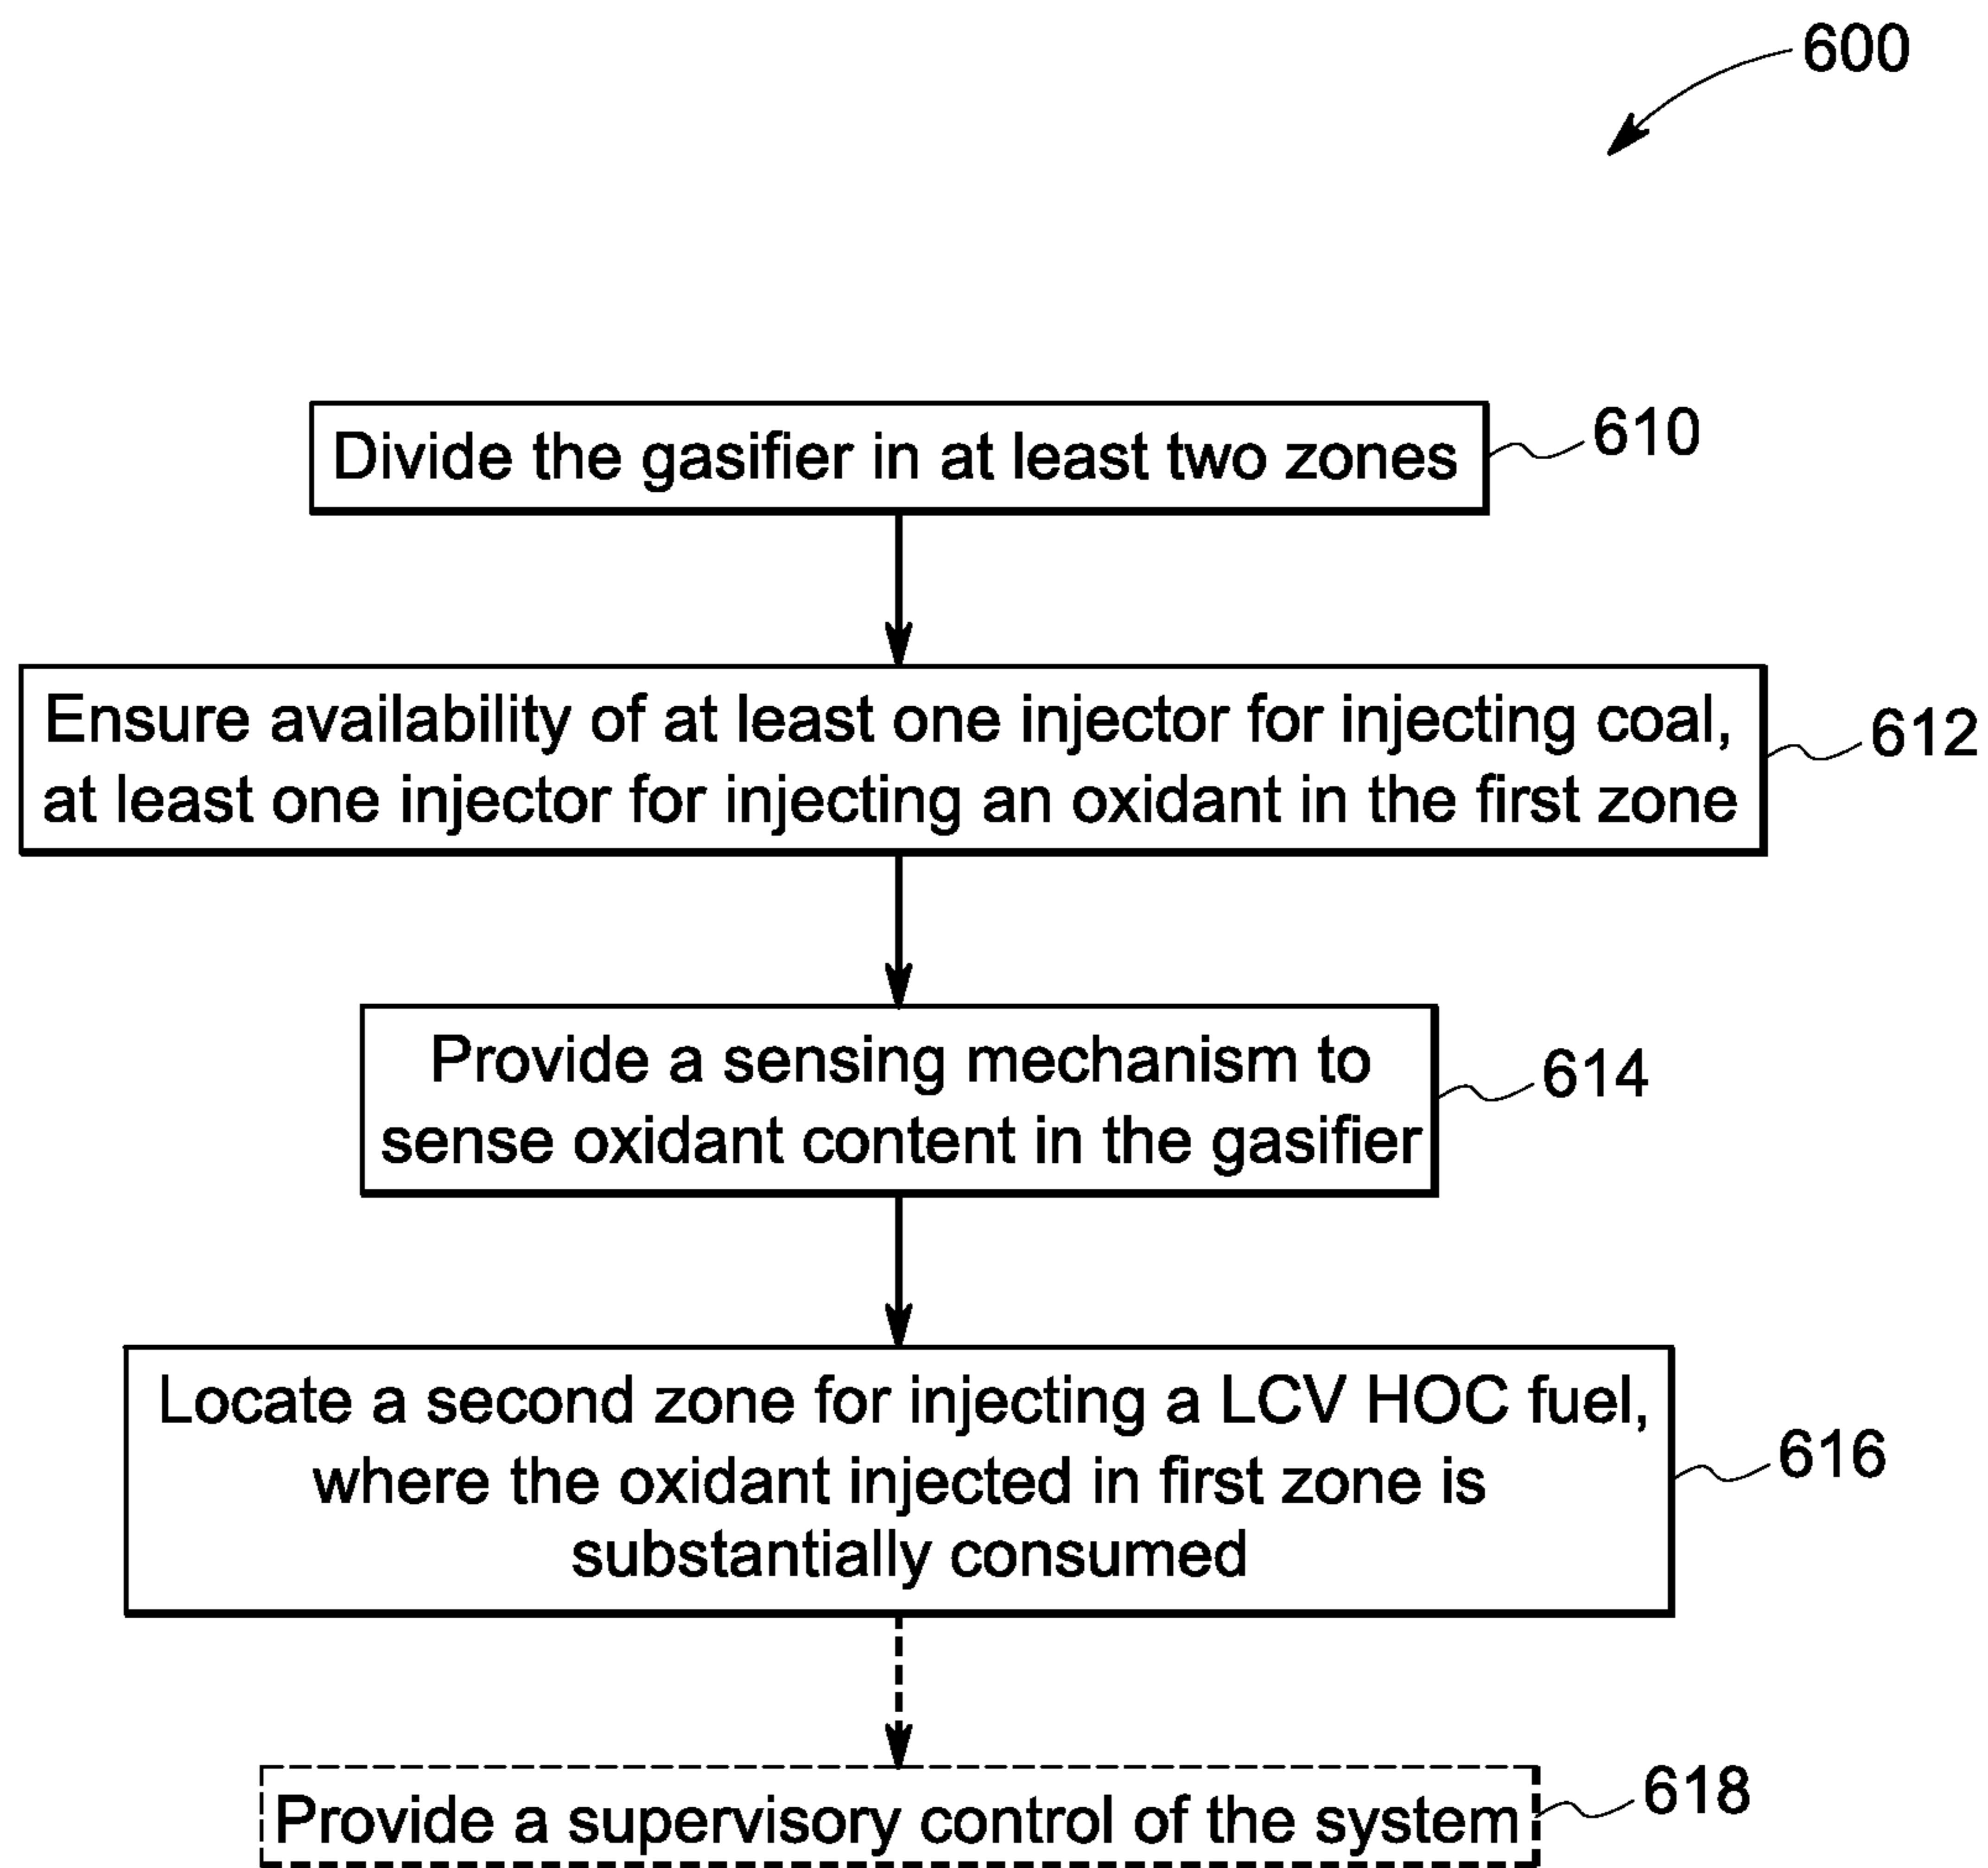 600
Divide the gasifier in at least two zones
610
Ensure availability of at least one injector for injecting coal,
at least one injector for injecting an oxidant in the first zone
612
Provide a sensing mechanism to
sense oxidant content in the gasifier
614
Locate a second zone for injecting a LCV HOC fuel,
where the oxidant injected in first zone is
substantially consumed
616
Provide a supervisory control of the system
618